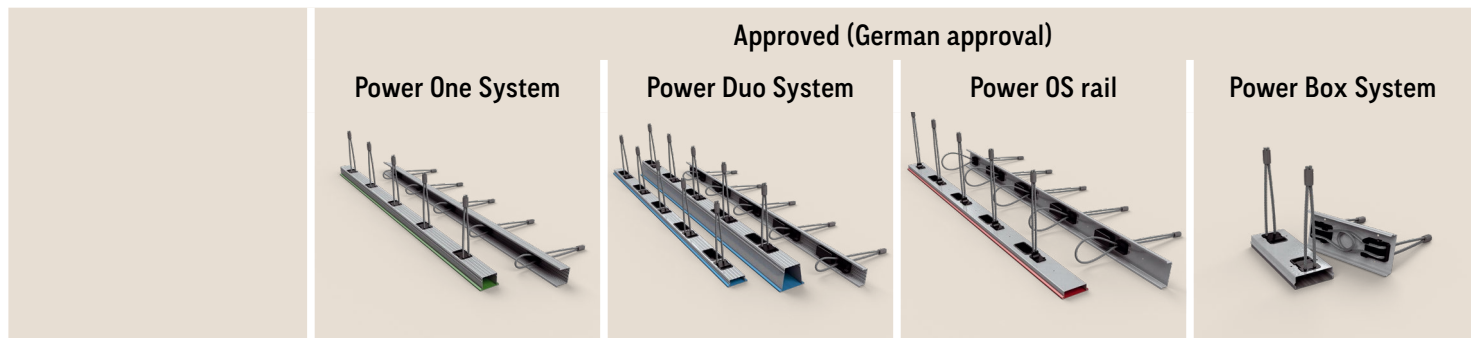 Approved (German approval)
Power One System
Power Duo System
Power OS rail
Power Box System